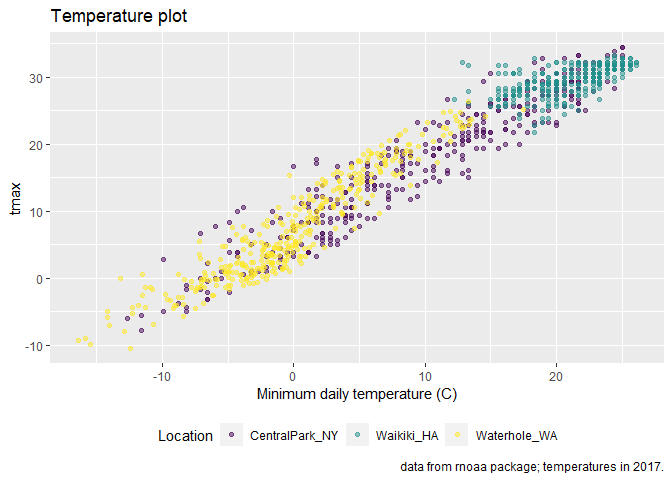 Temperature plot
30
20
10
0
-10
tmax
-10 0 10 20
Minimum daily temperature (C)
Location CentralPark_NY Waikiki_HA Waterhole_WA
data from rnoaa package; temperatures in 2017.